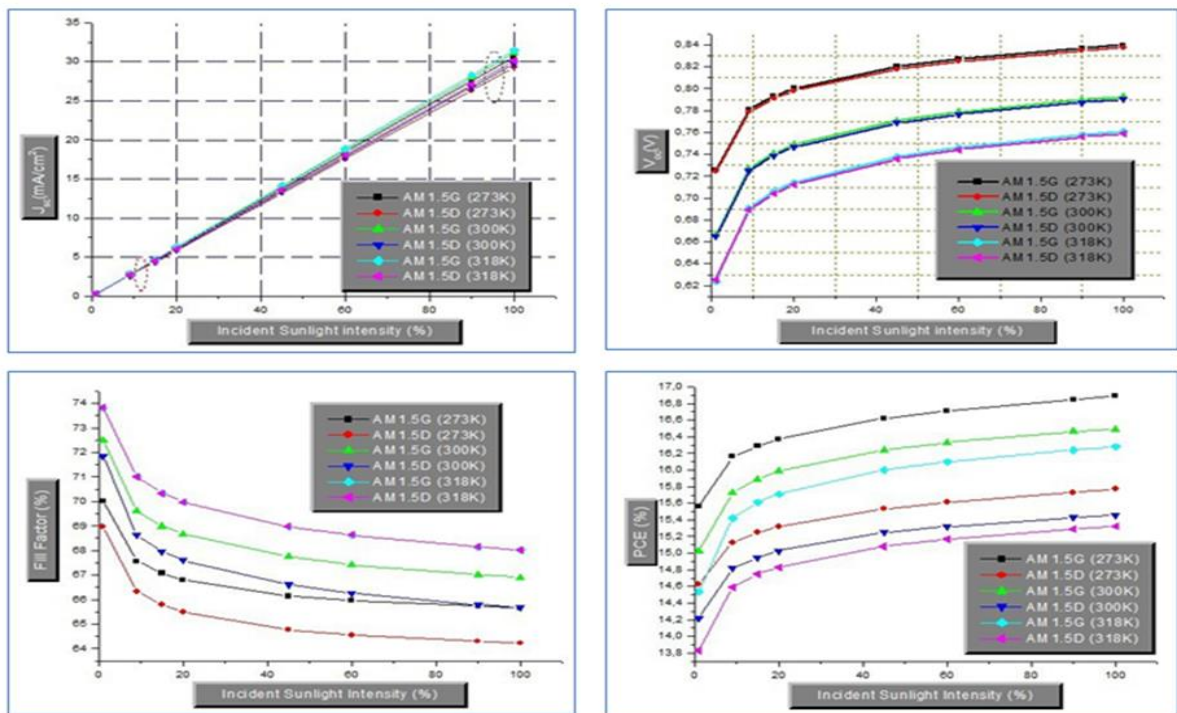 35
30
25
20
15
10
5
0
0
20
40
60
80
100
J_sc(mA/cm²)
Incident Sunlight intensity (%)
AM1.5G (273K)
AM1.5D (273K)
AM1.5G (300K)
AM1.5D (300K)
AM1.5G (318K)
AM1.5D (318K)
0,84
0,82
0,80
0,78
0,76
0,74
0,72
0,70
0,68
0,66
0,64
0,62
0
20
40
60
80
100
V_oc(V)
Incident Sunlight intensity (%)
AM1.5G (273K)
AM1.5D (273K)
AM1.5G (300K)
AM1.5D (300K)
AM1.5G (318K)
AM1.5D (318K)
74
72
71
70
69
68
67
66
65
64
0
20
40
60
80
100
Fill Factor (%)
Incident Sunlight Intensity (%)
AM1.5G (273K)
AM1.5D (273K)
AM1.5G (300K)
AM1.5D (300K)
AM1.5G (318K)
AM1.5D (318K)
17,0
16,8
16,6
16,4
16,2
16,0
15,8
15,6
15,4
15,2
15,0
14,8
14,6
14,4
14,2
14,0
13,8
0
20
40
60
80
100
PCE (%)
Incident Sunlight Intensity (%)
AM1.5G (273K)
AM1.5D (273K)
AM1.5G (300K)
AM1.5D (300K)
AM1.5G (318K)
AM1.5D (318K)